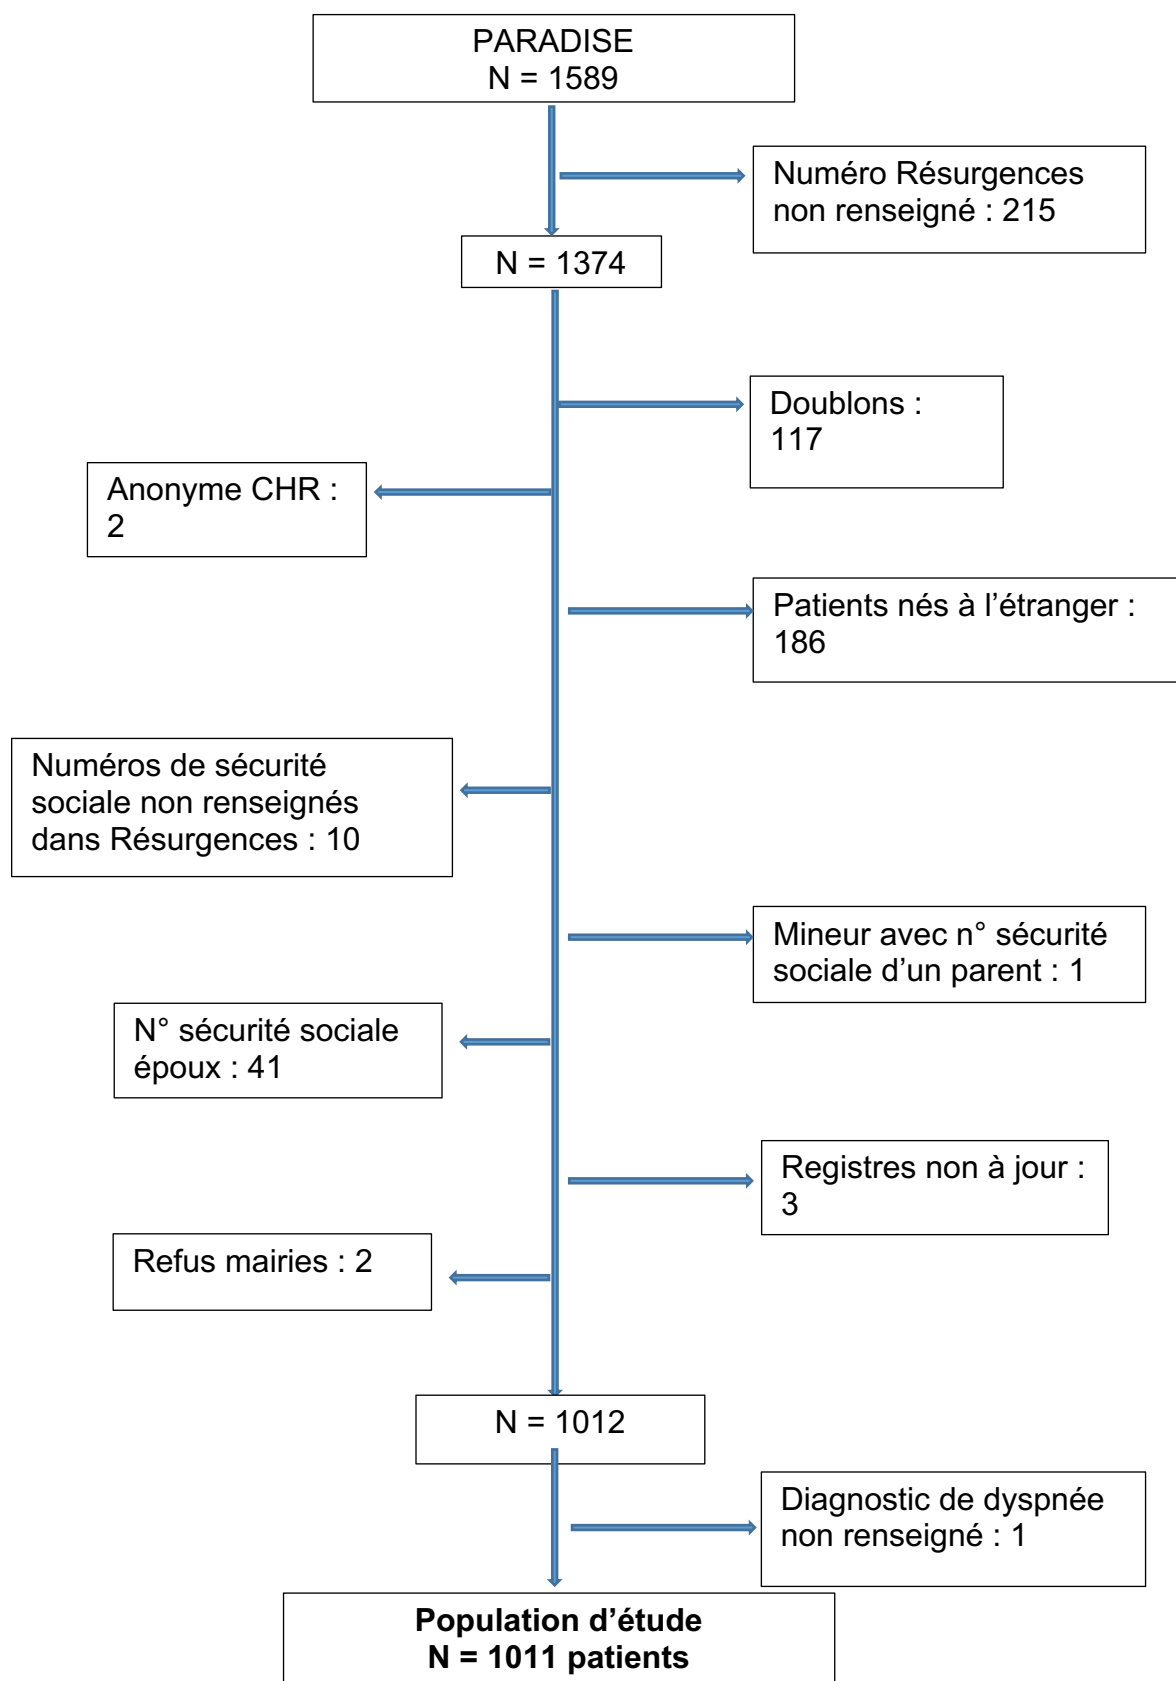 PARADISE
N = 1589
Numéro Résurgences
non renseigné : 215
N = 1374
Doublons :
117
Anonyme CHR :
2
Patients nés à l’étranger :
186
Numéros de sécurité
sociale non renseignés
dans Résurgences : 10
Mineur avec n° sécurité
sociale d’un parent : 1
N° sécurité sociale
époux : 41
Registres non à jour :
3
Refus mairies : 2
N = 1012
Diagnostic de dyspnée
non renseigné : 1
Population d’étude
N = 1011 patients